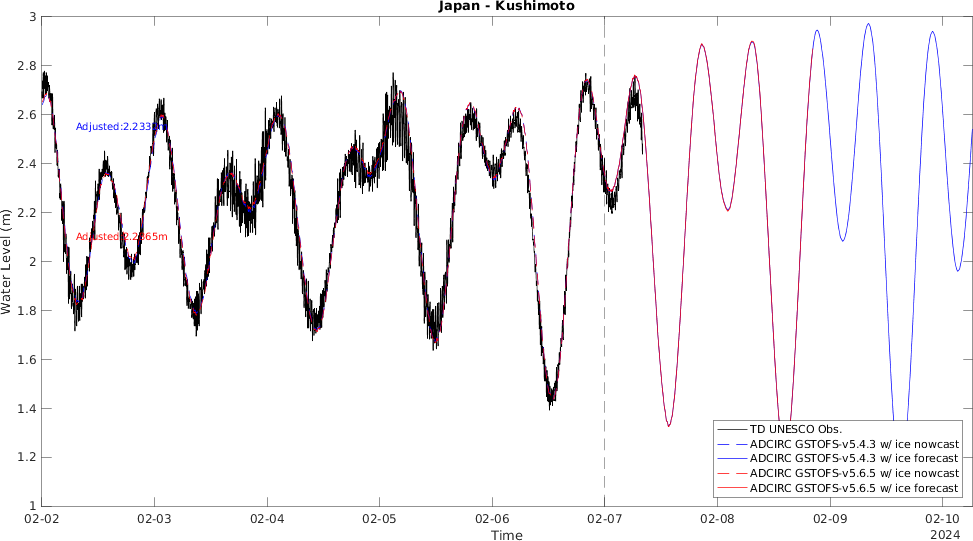 Japan - Kushimoto
3
2.8
2.6
2.4
2.2
2
1.8
1.6
1.4
1.2
1
Water Level (m)
Adjusted:
Adjusted:
TD UNESCO Obs.
ADCIRC GSTOFS-v5.4.3 w/ ice nowcast
ADCIRC GSTOFS-v5.4.3 w/ ice forecast
ADCIRC GSTOFS-v5.6.5 w/ ice nowcast
ADCIRC GSTOFS-v5.6.5 w/ ice forecast
02-02 02-03 02-04 02-05 02-06 02-07 02-08 02-09 02-10
Time 2024